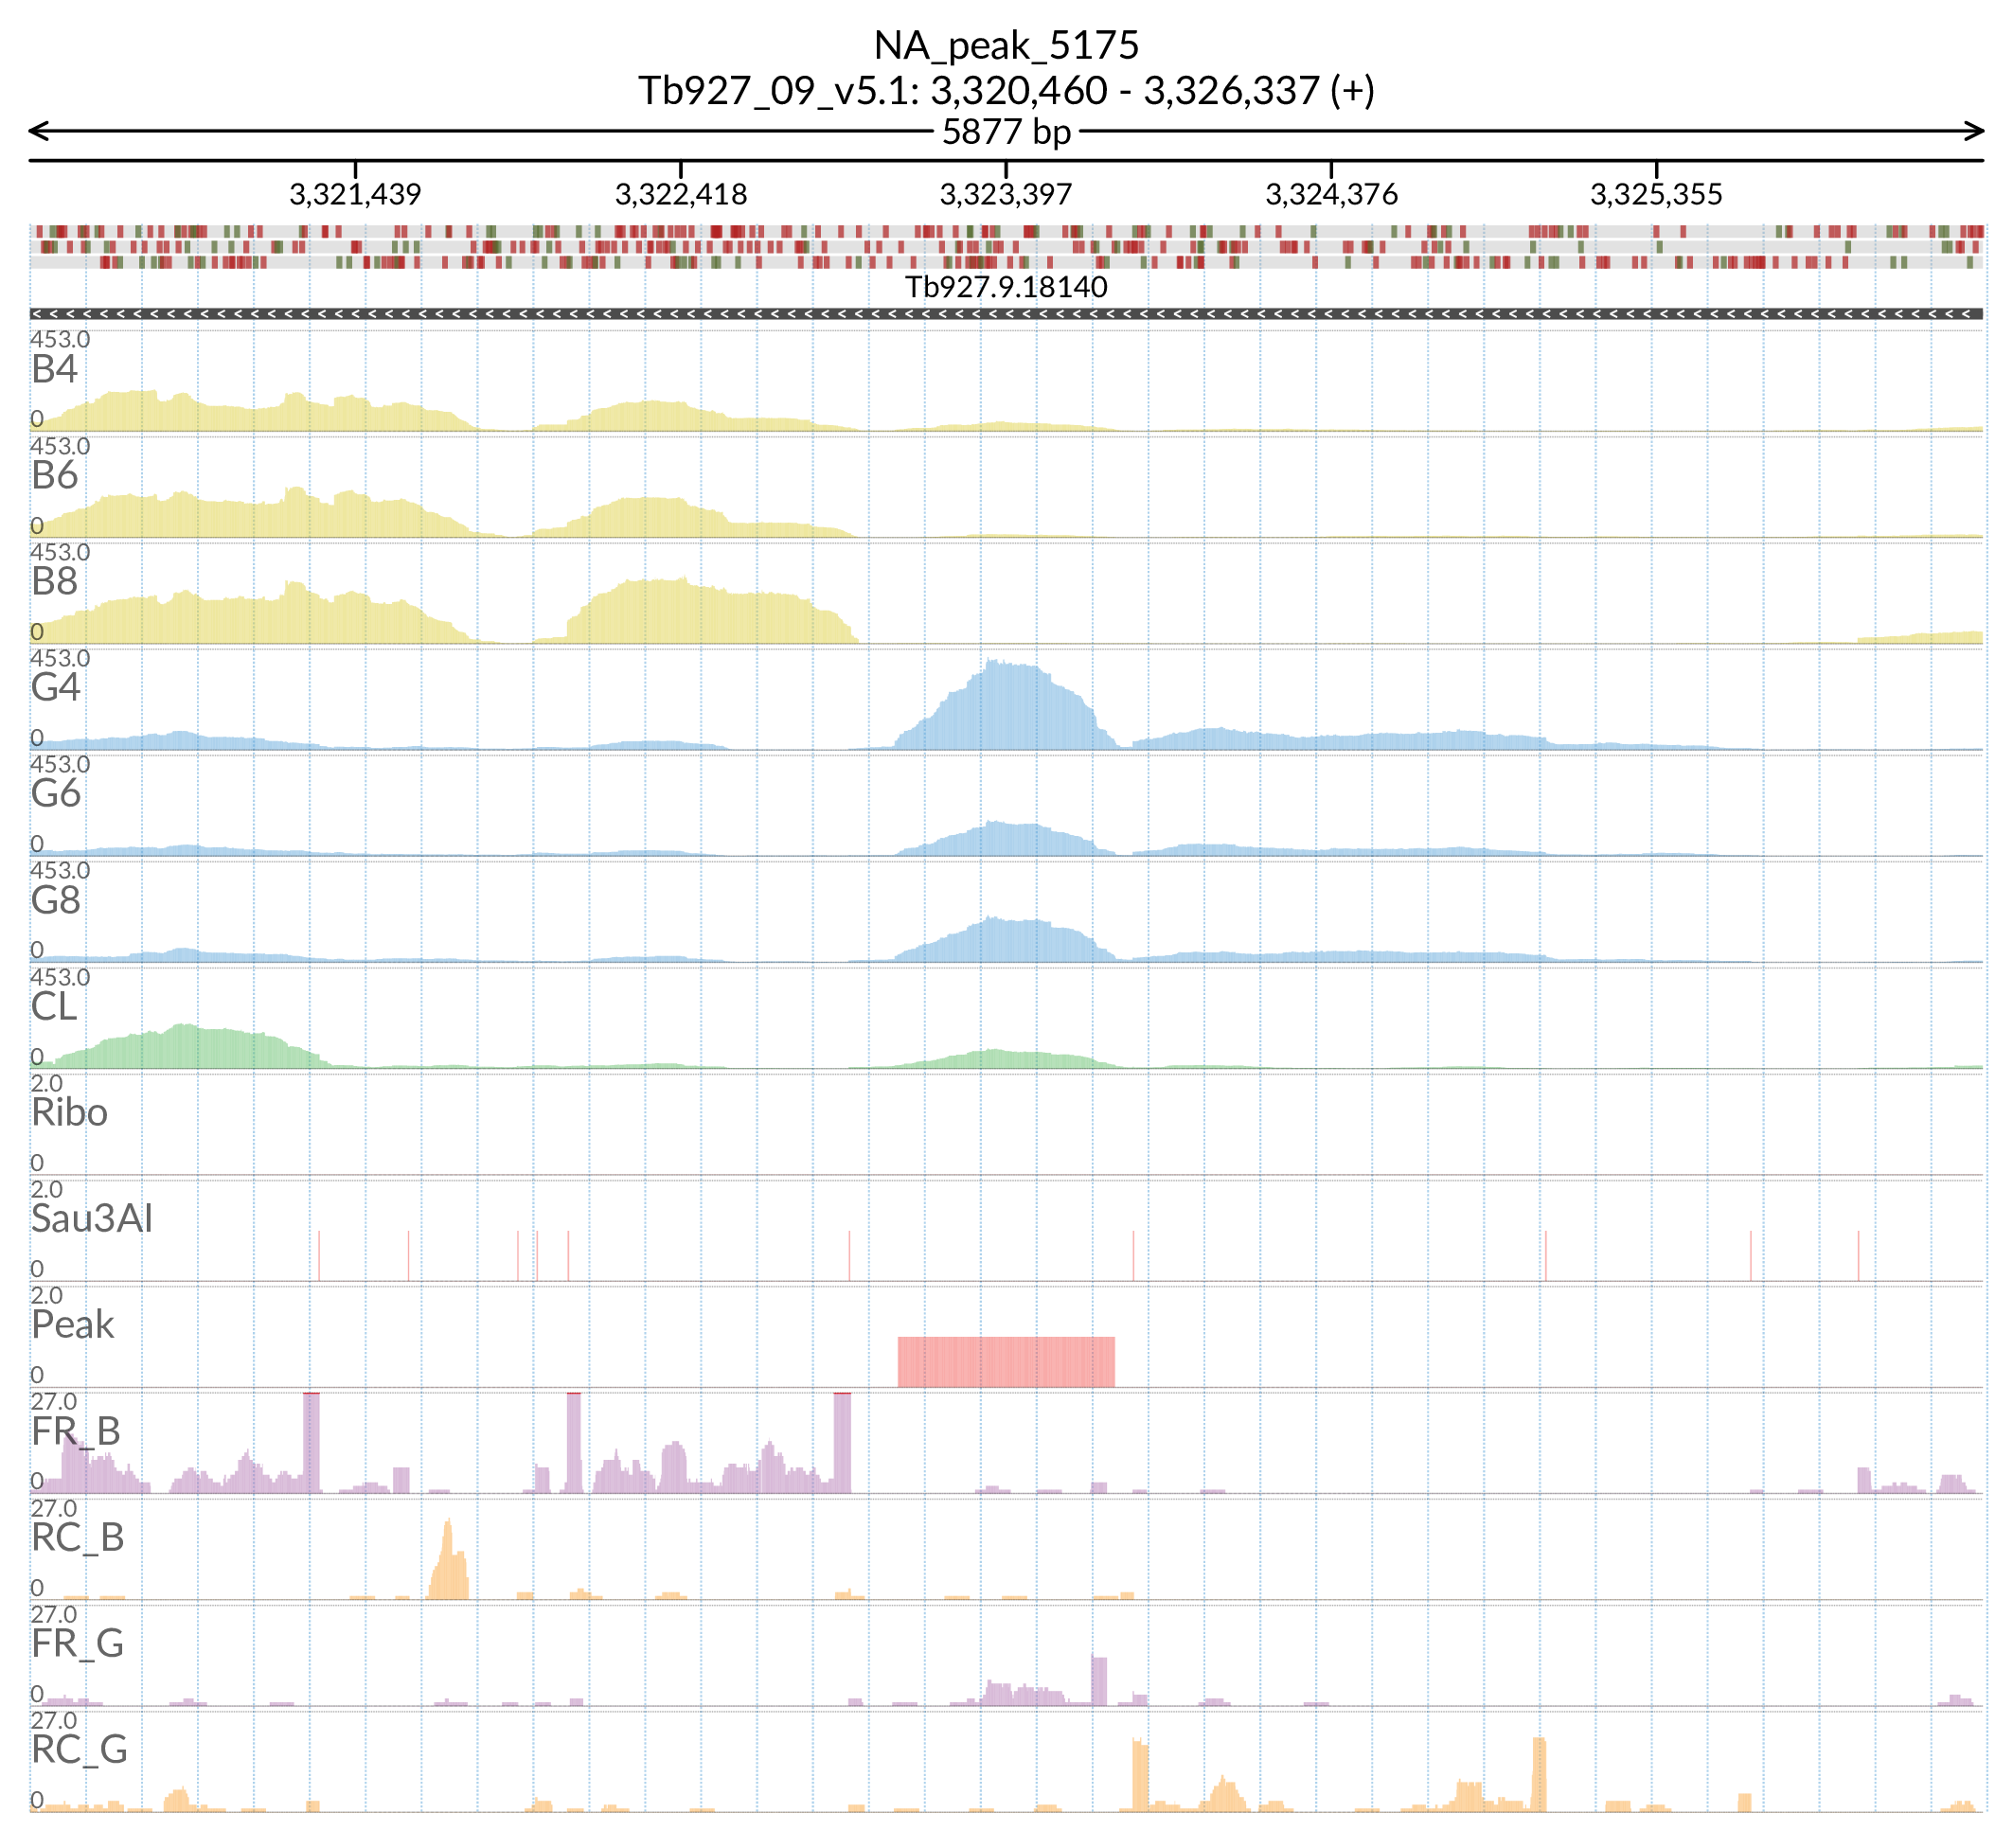 NA_peak_5175
Tb927_09_v5.1: 3,320,460 - 3,326,337 (+)
5877 bp
3,321,439 3,322,418 3,323,397 3,324,376 3,325,355
Tb927.9.18140
453.0
B4
0
453.0
B6
0
453.0
B8
0
453.0
G4
0
453.0
G6
0
453.0
G8
0
453.0
CL
0
2.0
Ribo
0
2.0
Sau3AI
0
2.0
Peak
0
27.0
FR_B
0
27.0
RC_B
0
27.0
FR_G
0
27.0
RC_G
0